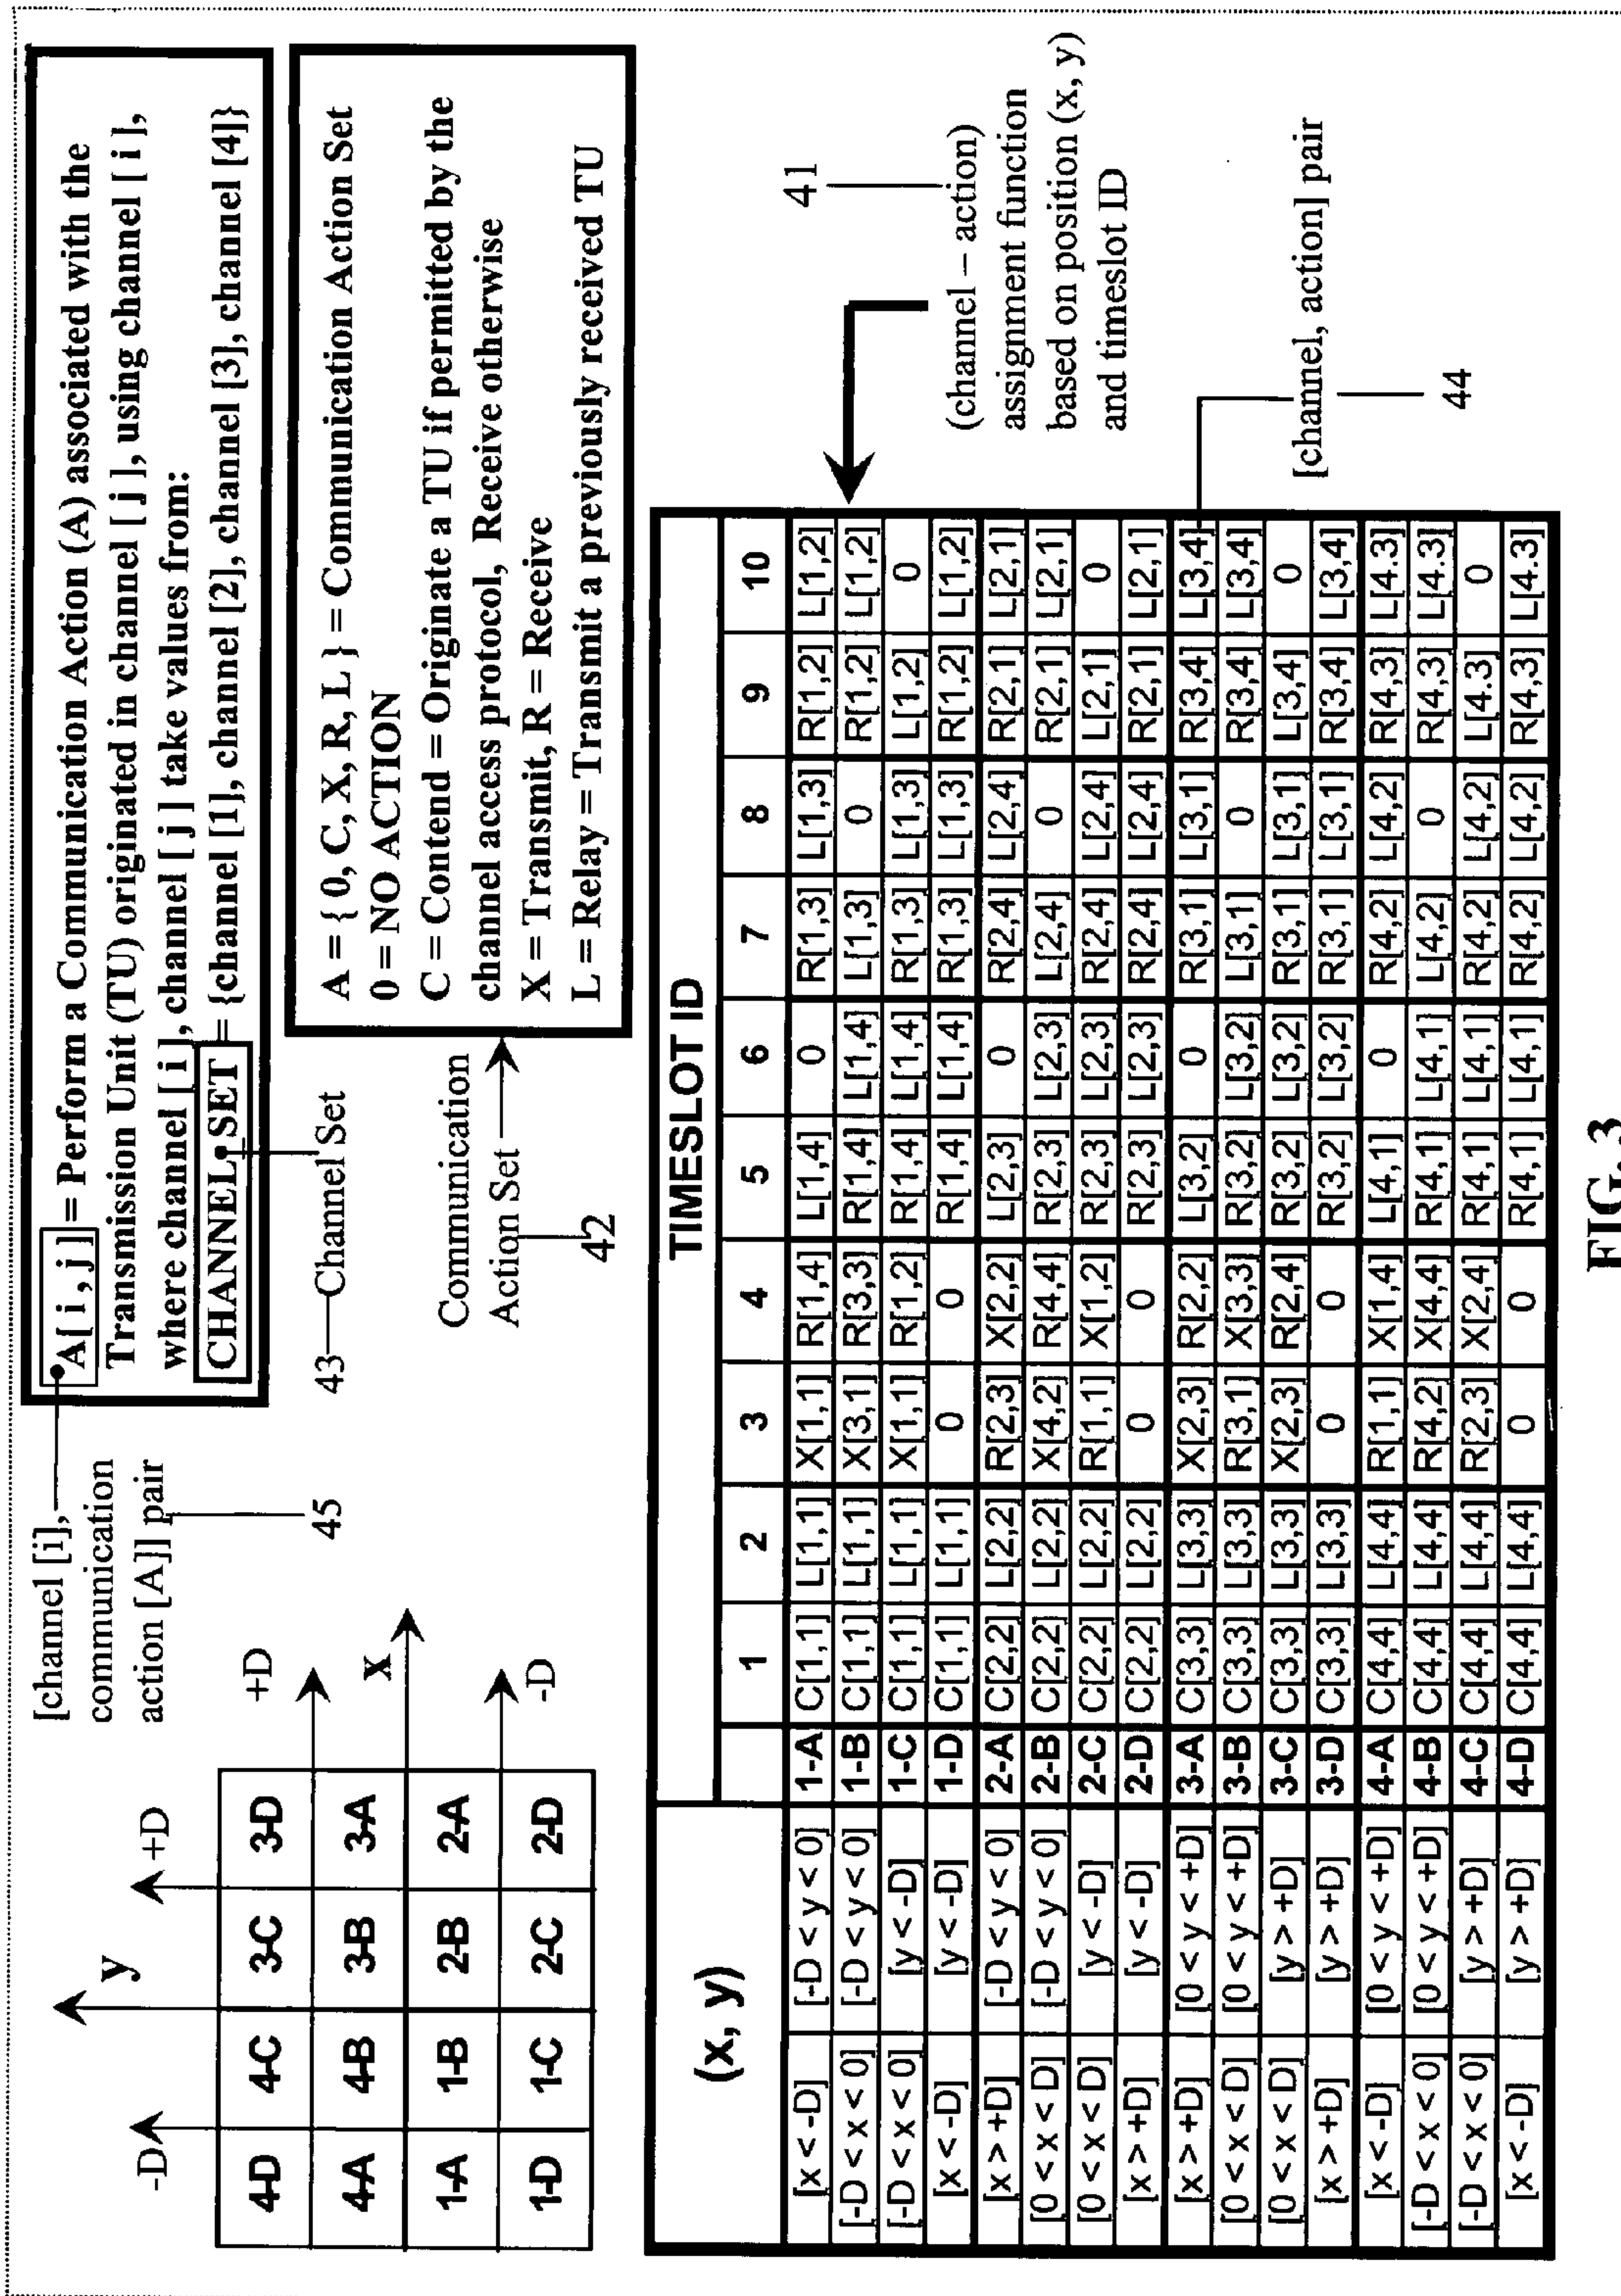 [channel [i],
communication
action [A]] pair
45
A[ i , j ] = Perform a Communication Action (A) associated with the
Transmission Unit (TU) originated in channel [ j ], using channel [ i ],
where channel [ i ], channel [ j ] take values from:
CHANNEL SET = {channel [1], channel [2], channel [3], channel [4]}
43 Channel Set
-D +D
y
4-D 4-C 3-C 3-D +D
4-A 4-B 3-B 3-A
x
1-A 1-B 2-B 2-A
1-D 1-C 2-C 2-D -D
Communication
Action Set
42
A = { 0, C, X, R, L } = Communication Action Set
0 = NO ACTION
C = Contend = Originate a TU if permitted by the
channel access protocol, Receive otherwise
X = Transmit, R = Receive
L = Relay = Transmit a previously received TU
(x, y) TIMESLOT ID
1 2 3 4 5 6 7 8 9 10
[x < -D] [-D < y < 0] 1-A C[1,1] L[1,1] X[1,1] R[1,4] L[1,4] 0 R[1,3] L[1,3] R[1,2] L[1,2]
[-D < x < 0] [-D < y < 0] 1-B C[1,1] L[1,1] X[3,1] R[3,3] R[1,4] L[1,4] L[1,3] 0 R[1,2] L[1,2]
[-D < x < 0] [y < -D] 1-C C[1,1] L[1,1] X[1,1] R[1,2] R[1,4] L[1,4] R[1,3] L[1,3] L[1,2] 0
[x < -D] [y < -D] 1-D C[1,1] L[1,1] 0 0 R[1,4] L[1,4] R[1,3] L[1,3] R[1,2] L[1,2]
[x > +D] [-D < y < 0] 2-A C[2,2] L[2,2] R[2,3] X[2,2] L[2,3] 0 R[2,4] L[2,4] R[2,1] L[2,1]
[0 < x < D] [-D < y < 0] 2-B C[2,2] L[2,2] X[4,2] R[4,4] R[2,3] L[2,3] L[2,4] 0 R[2,1] L[2,1]
[0 < x < D] [y < -D] 2-C C[2,2] L[2,2] R[1,1] X[1,2] R[2,3] L[2,3] R[2,4] L[2,4] L[2,1] 0
[x > +D] [y < -D] 2-D C[2,2] L[2,2] 0 0 R[2,3] L[2,3] R[2,4] L[2,4] R[2,1] L[2,1]
[x > +D] [0 < y < +D] 3-A C[3,3] L[3,3] X[2,3] R[2,2] L[3,2] 0 R[3,1] L[3,1] R[3,4] L[3,4]
[0 < x < D] [0 < y < +D] 3-B C[3,3] L[3,3] R[3,1] X[3,3] R[3,2] L[3,2] L[3,1] 0 R[3,4] L[3,4]
[0 < x < D] [y > +D] 3-C C[3,3] L[3,3] X[2,3] R[2,4] R[3,2] L[3,2] R[3,1] L[3,1] L[3,4] 0
[x > +D] [y > +D] 3-D C[3,3] L[3,3] 0 0 R[3,2] L[3,2] R[3,1] L[3,1] R[3,4] L[3,4]
[x < -D] [0 < y < +D] 4-A C[4,4] L[4,4] R[1,1] X[1,4] L[4,1] 0 R[4,2] L[4,2] R[4,3] L[4.3]
[-D < x < 0] [0 < y < +D] 4-B C[4,4] L[4,4] R[4,2] X[4,4] R[4,1] L[4,1] L[4,2] 0 R[4,3] L[4.3]
[-D < x < 0] [y > +D] 4-C C[4,4] L[4,4] R[2,3] X[2,4] R[4,1] L[4,1] R[4,2] L[4,2] L[4.3] 0
[x < -D] [y > +D] 4-D C[4,4] L[4,4] 0 0 R[4,1] L[4,1] R[4,2] L[4,2] R[4,3] L[4.3]
41
(channel – action)
assignment function
based on position (x, y)
and timeslot ID
[channel, action] pair
44
FIG. 3